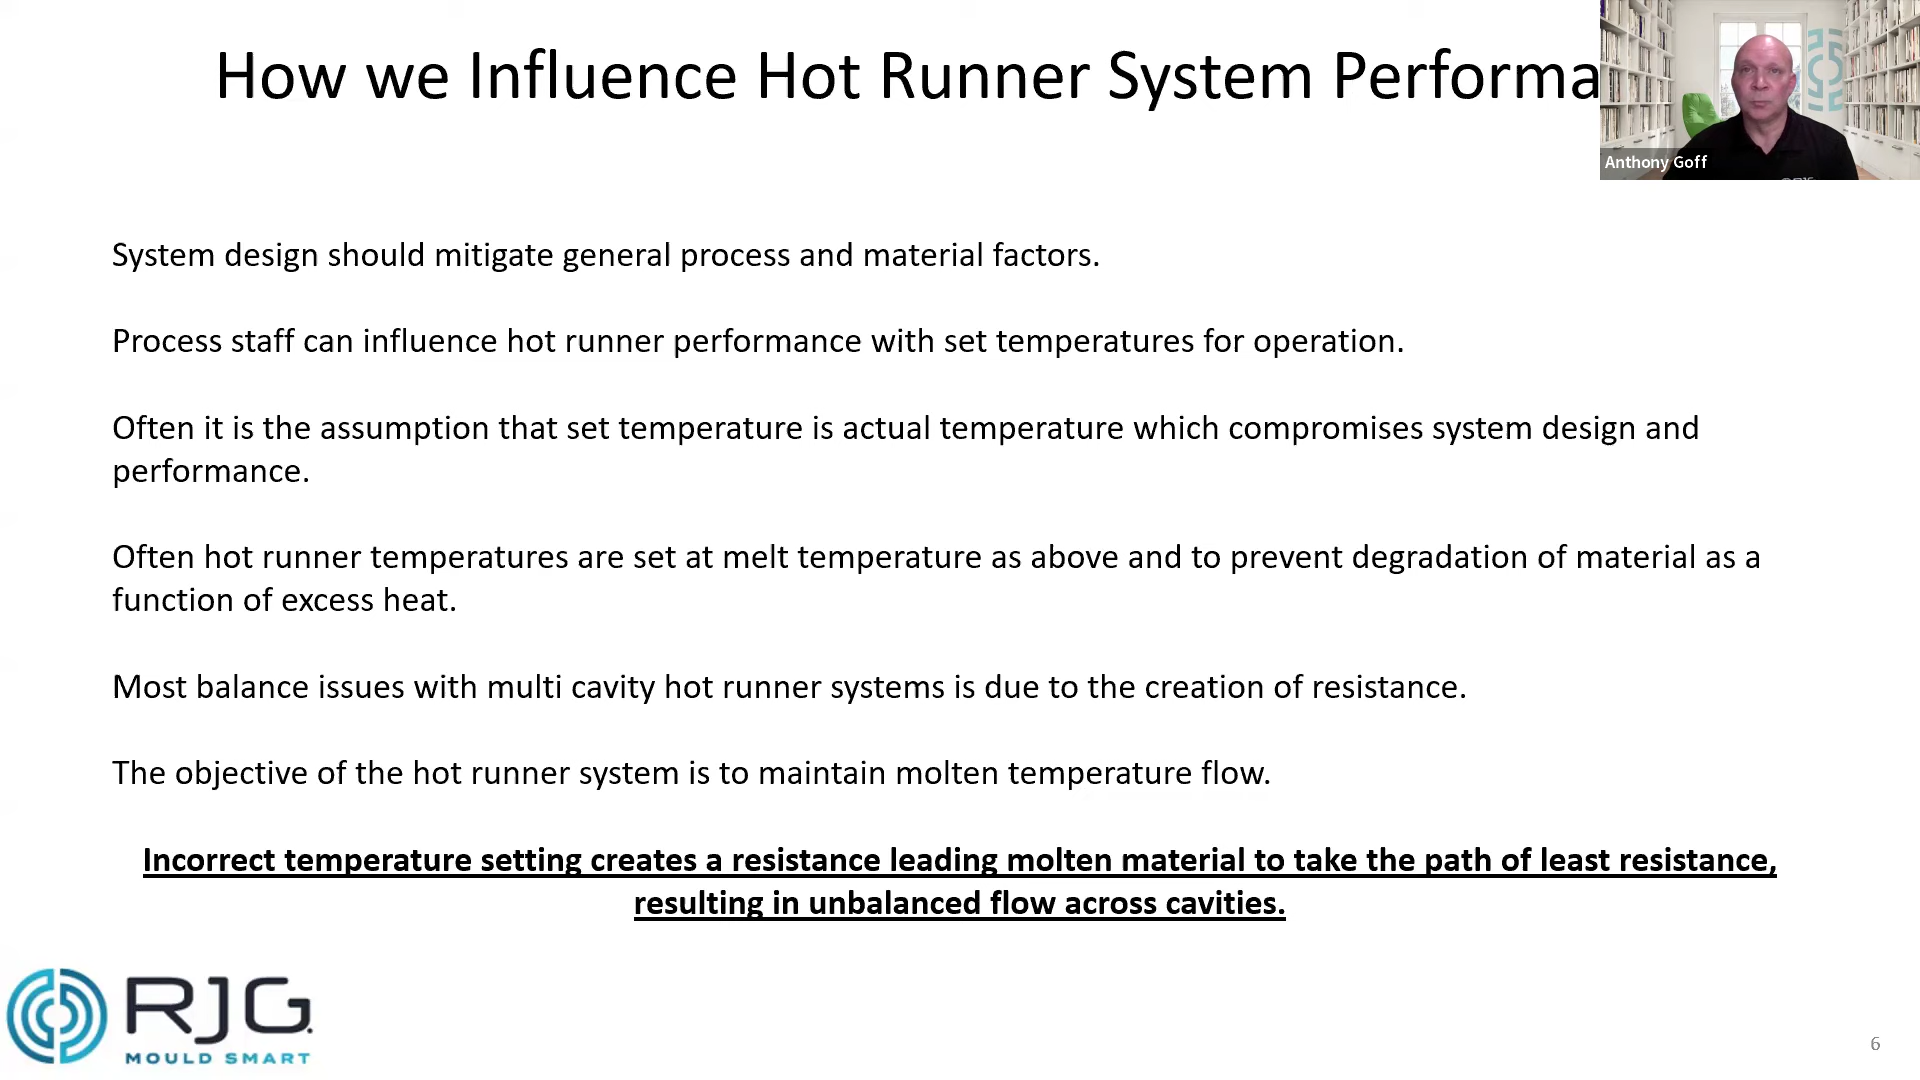 How we Influence Hot Runner System Performa
Anthony Goff
System design should mitigate general process and material factors.
Process staff can influence hot runner performance with set temperatures for operation.
Often it is the assumption that set temperature is actual temperature which compromises system design and
performance.
Often hot runner temperatures are set at melt temperature as above and to prevent degradation of material as a
function of excess heat.
Most balance issues with multi cavity hot runner systems is due to the creation of resistance.
The objective of the hot runner system is to maintain molten temperature flow.
Incorrect temperature setting creates a resistance leading molten material to take the path of least resistance,
resulting in unbalanced flow across cavities.
RJG.
MOULD SMART
6